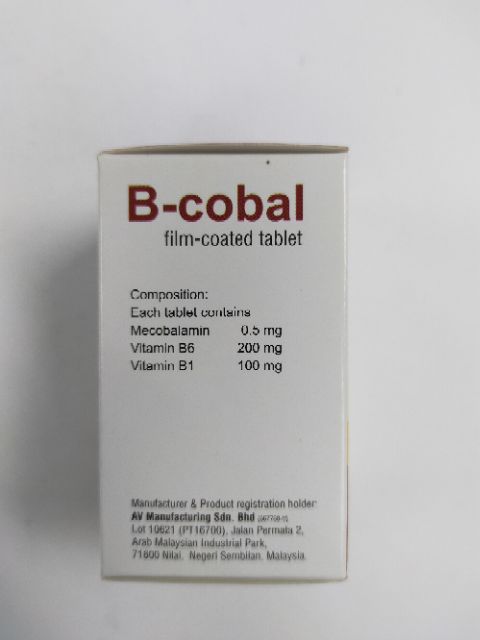 B-cobal
film-coated tablet
Composition:
Each tablet contains
Mecobalamin 0.5 mg
Vitamin B6 200 mg
Vitamin B1 100 mg
Manufacturer & Product registration holder:
AV Manufacturing Sdn. Bhd
Lot 10621 (PT16700), Jalan Permata 2,
Arab Malaysian Industrial Park,
71800 Nilai, Negeri Sembilan, Malaysia.